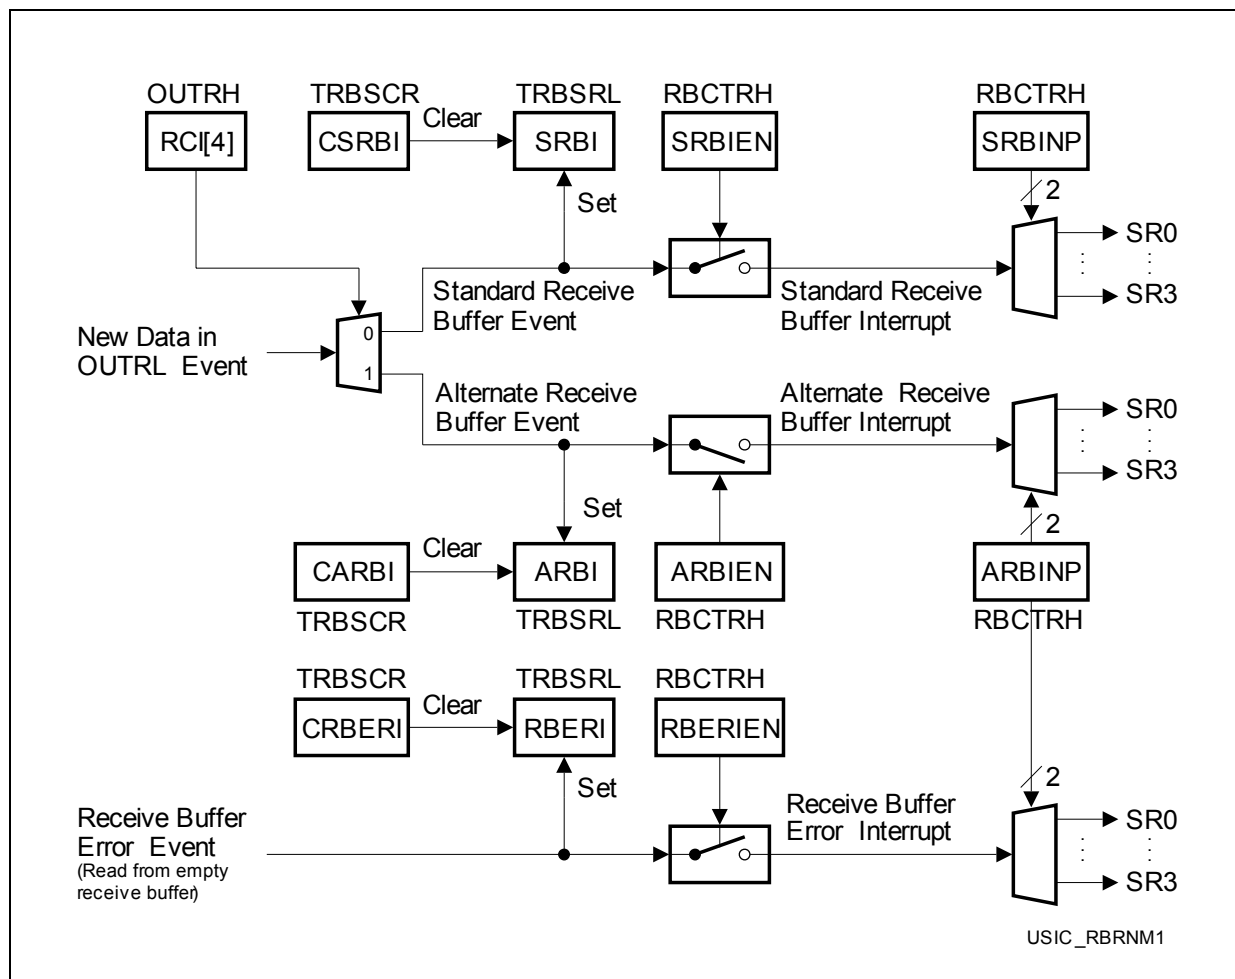 OUTRH
TRBSCR
TRBSRL
RBCTRH
RBCTRH
RCI[4]
CSRBI
Clear
SRBI
SRBIEN
SRBINP
2
Set
SR0
SR3
Standard Receive
Buffer Event
Standard Receive
Buffer Interrupt
New Data in
OUTRL Event
0
1
Alternate Receive
Buffer Event
Alternate Receive
Buffer Interrupt
SR0
SR3
Set
2
CARBI
Clear
ARBI
ARBIEN
ARBINP
TRBSCR
TRBSRL
RBCTRH
RBCTRH
TRBSCR
TRBSRL
RBCTRH
CRBERI
Clear
RBERI
RBERIEN
2
Set
Receive Buffer
Error Event
(Read from empty
receive buffer)
Receive Buffer
Error Interrupt
SR0
SR3
USIC_RBRNM1